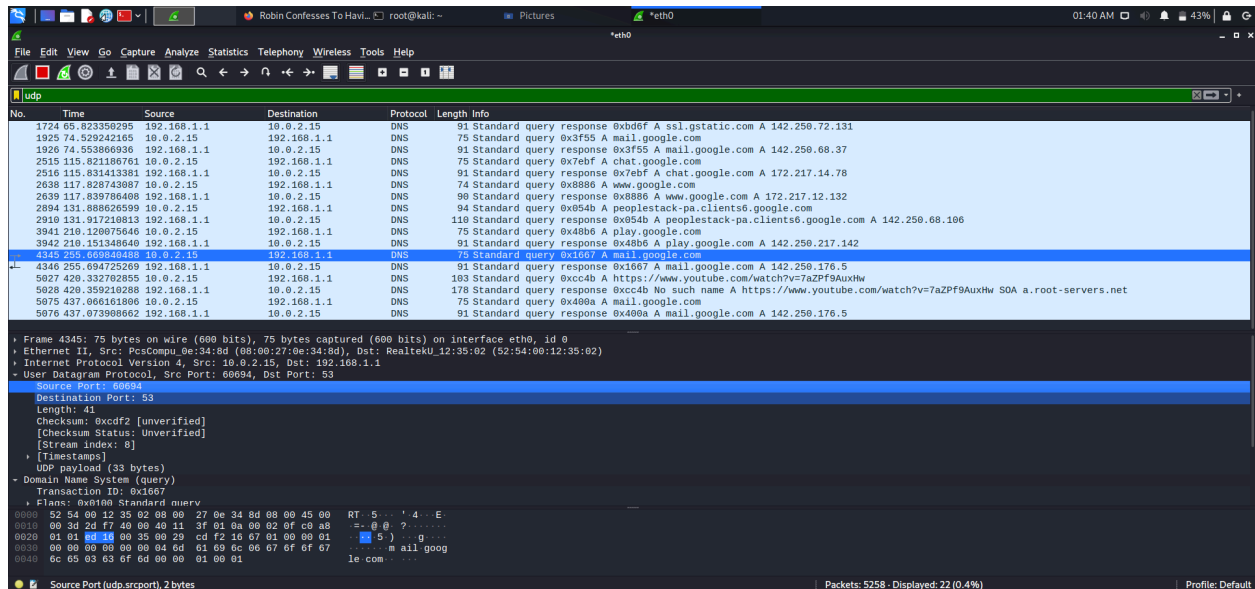 Robin Confesses To Havi... root@kali: ~ Pictures *eth0 01:40 AM 43%
*eth0
File Edit View Go Capture Analyze Statistics Telephony Wireless Tools Help
udp
No. Time Source Destination Protocol Length Info
1724 65.823350295 192.168.1.1 10.0.2.15 DNS 91 Standard query response 0xbd6f A ssl.gstatic.com A 142.250.72.131
1925 74.529242165 10.0.2.15 192.168.1.1 DNS 75 Standard query 0x3f55 A mail.google.com
1926 74.553866936 192.168.1.1 10.0.2.15 DNS 91 Standard query response 0x3f55 A mail.google.com A 142.250.68.37
2515 115.821186761 10.0.2.15 192.168.1.1 DNS 75 Standard query 0x7ebf A chat.google.com
2516 115.831413381 192.168.1.1 10.0.2.15 DNS 91 Standard query response 0x7ebf A chat.google.com A 172.217.14.78
2638 117.828743087 10.0.2.15 192.168.1.1 DNS 74 Standard query 0x8886 A www.google.com
2639 117.839786408 192.168.1.1 10.0.2.15 DNS 90 Standard query response 0x8886 A www.google.com A 172.217.12.132
2894 131.888626599 10.0.2.15 192.168.1.1 DNS 94 Standard query 0x054b A peoplestack-pa.clients6.google.com
2910 131.917210813 192.168.1.1 10.0.2.15 DNS 110 Standard query response 0x054b A peoplestack-pa.clients6.google.com A 142.250.68.106
3941 210.120075646 10.0.2.15 192.168.1.1 DNS 75 Standard query 0x48b6 A play.google.com
3942 210.151348640 192.168.1.1 10.0.2.15 DNS 91 Standard query response 0x48b6 A play.google.com A 142.250.217.142
4345 255.669840488 10.0.2.15 192.168.1.1 DNS 75 Standard query 0x1667 A mail.google.com
4346 255.694725269 192.168.1.1 10.0.2.15 DNS 91 Standard query response 0x1667 A mail.google.com A 142.250.176.5
5027 420.332702855 10.0.2.15 192.168.1.1 DNS 103 Standard query 0xcc4b A https://www.youtube.com/watch?v=7aZPf9AuxHw
5028 420.359210288 192.168.1.1 10.0.2.15 DNS 178 Standard query response 0xcc4b No such name A https://www.youtube.com/watch?v=7aZPf9AuxHw SOA a.root-servers.net
5075 437.066161806 10.0.2.15 192.168.1.1 DNS 75 Standard query 0x400a A mail.google.com
5076 437.073908662 192.168.1.1 10.0.2.15 DNS 91 Standard query response 0x400a A mail.google.com A 142.250.176.5
Frame 4345: 75 bytes on wire (600 bits), 75 bytes captured (600 bits) on interface eth0, id 0
Ethernet II, Src: PcsCompu_0e:34:8d (08:00:27:0e:34:8d), Dst: RealtekU_12:35:02 (52:54:00:12:35:02)
Internet Protocol Version 4, Src: 10.0.2.15, Dst: 192.168.1.1
User Datagram Protocol, Src Port: 60694, Dst Port: 53
Source Port: 60694
Destination Port: 53
Length: 41
Checksum: 0xcdf2 [unverified]
[Checksum Status: Unverified]
[Stream index: 8]
[Timestamps]
UDP payload (33 bytes)
Domain Name System (query)
Transaction ID: 0x1667
Flags: 0x0100 Standard query
0000 52 54 00 12 35 02 08 00 27 0e 34 8d 08 00 45 00 RT··5···'·4···E·
0010 00 3d 2d f7 40 00 40 11 3f 01 0a 00 02 0f c0 a8 ·=-·@·@·?·······
0020 01 01 ed 16 00 35 00 29 cd f2 16 67 01 00 00 01 ·····5·)···g····
0030 00 00 00 00 00 00 04 6d 61 69 6c 06 67 6f 6f 67 ·······m ail·goog
0040 6c 65 03 63 6f 6d 00 00 01 00 01 le·com·····
Source Port (udp.srcport), 2 bytes Packets: 5258 · Displayed: 22 (0.4%) Profile: Default